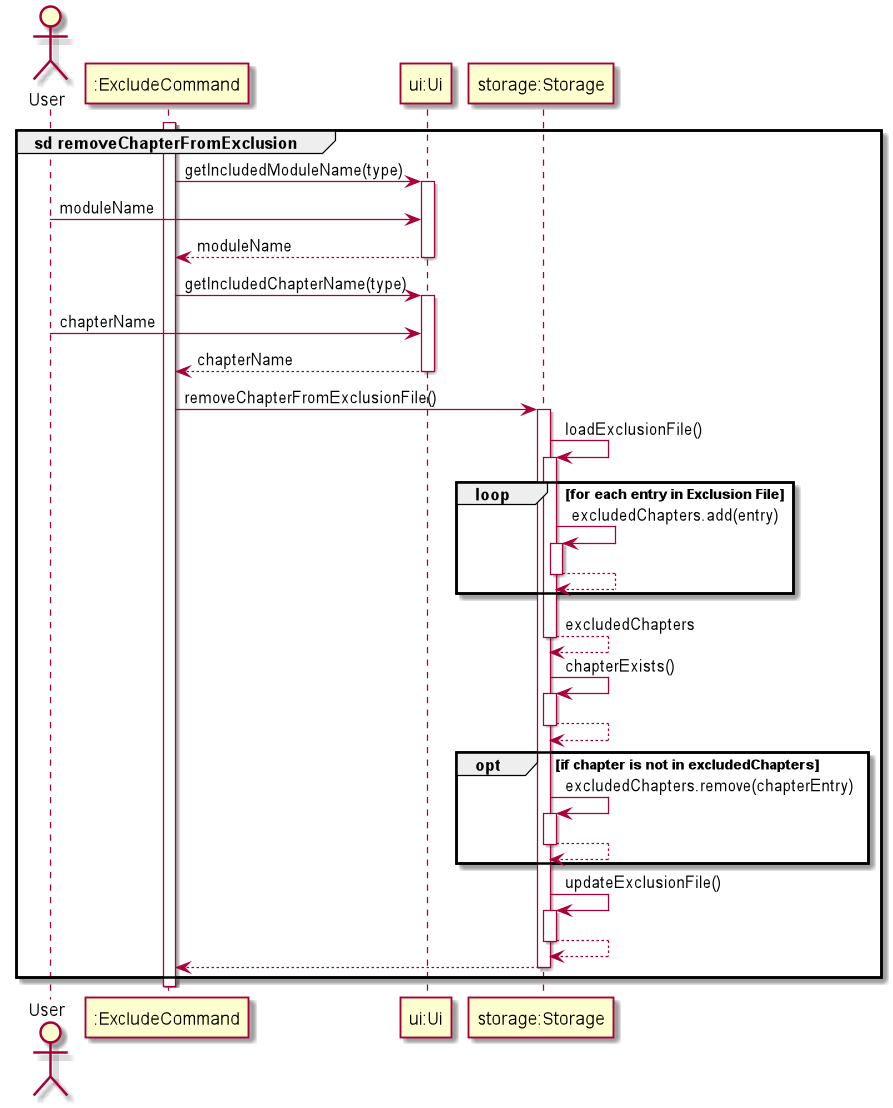 User
:ExcludeCommand
ui:Ui
storage:Storage
sd removeChapterFromExclusion
getIncludedModuleName(type)
moduleName
moduleName
getIncludedChapterName(type)
chapterName
chapterName
removeChapterFromExclusionFile()
loadExclusionFile()
loop
[for each entry in Exclusion File]
excludedChapters.add(entry)
excludedChapters
chapterExists()
opt
[if chapter is not in excludedChapters]
excludedChapters.remove(chapterEntry)
updateExclusionFile()
User
:ExcludeCommand
ui:Ui
storage:Storage